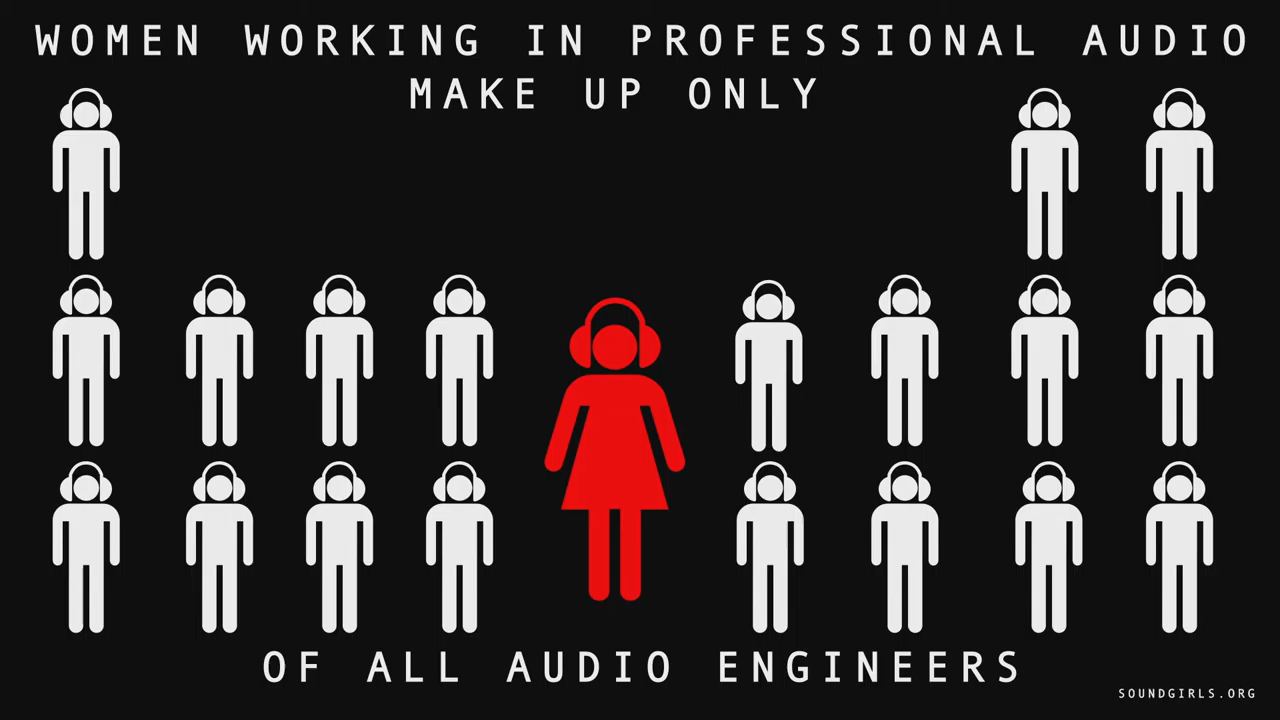 WOMEN WORKING IN PROFESSIONAL AUDIO
MAKE UP ONLY
OF ALL AUDIO ENGINEERS
SOUNDGIRLS.ORG